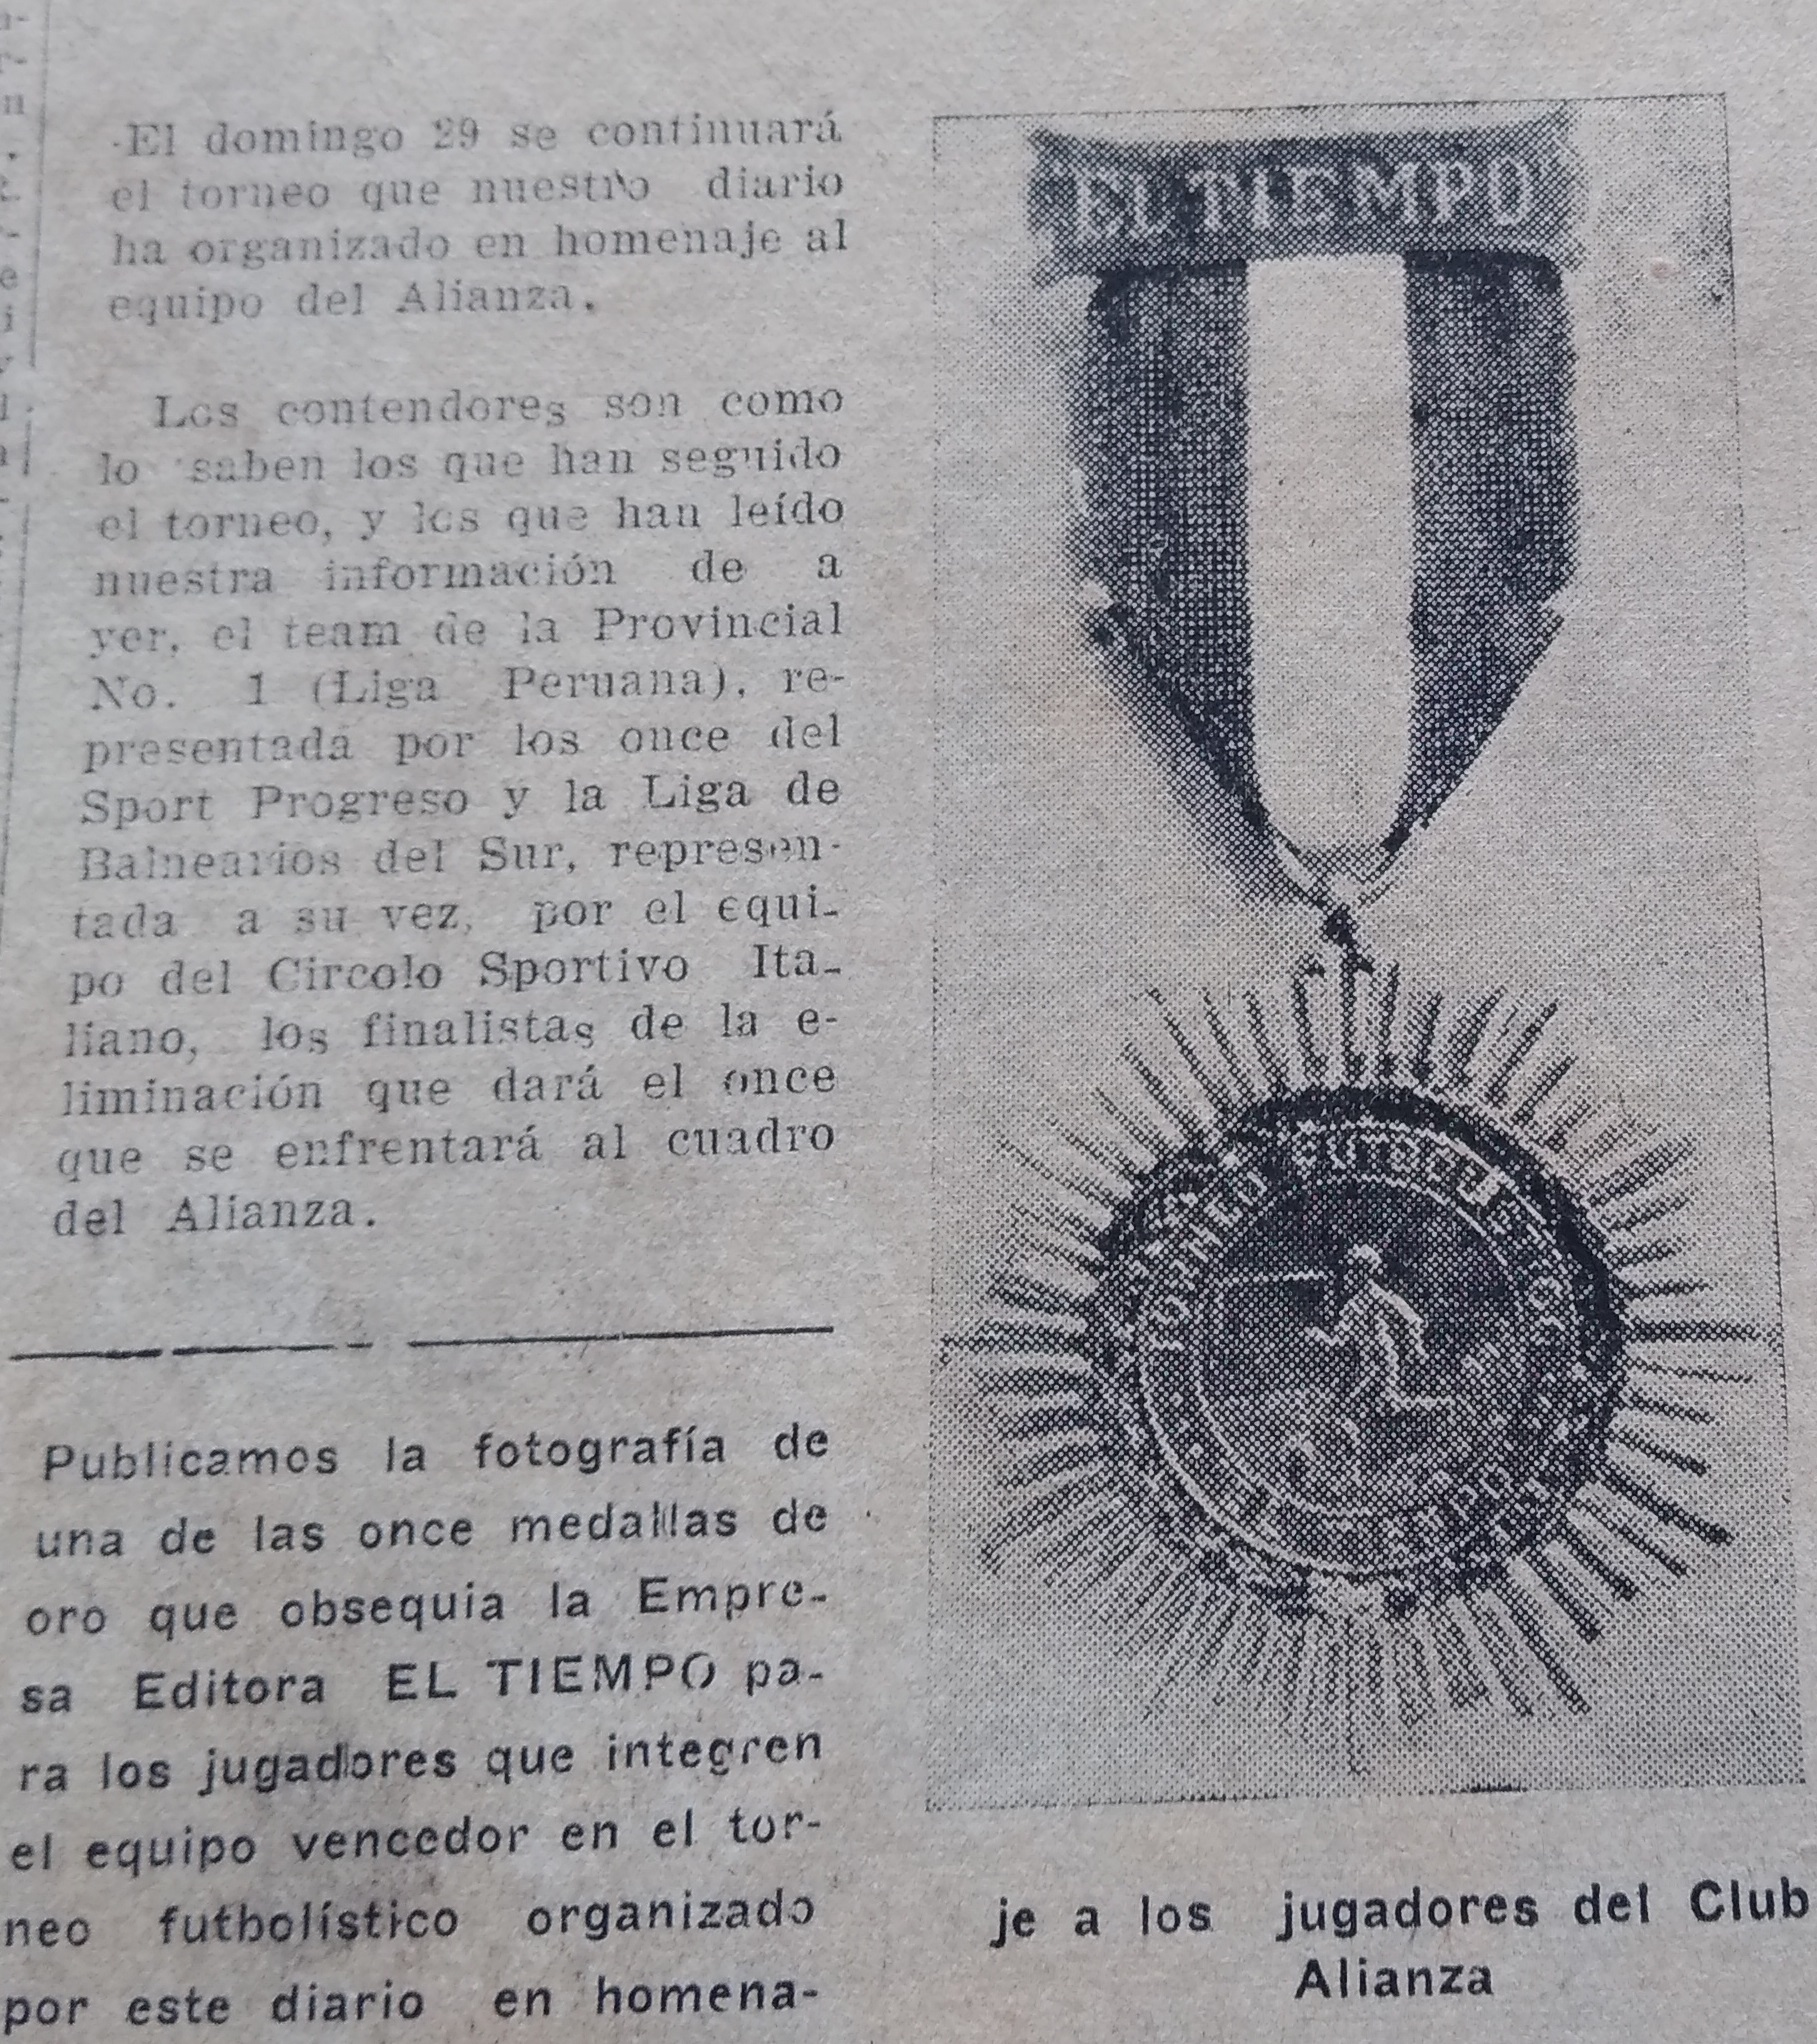 El domingo 29 se continuará
el torneo que nuestro diario
ha organizado en homenaje al
equipo del Alianza.
Los contendores son como
lo saben los que han seguido
el torneo, y los que han leído
nuestra información de a
yer, el team de la Provincial
No. 1 (Liga Peruana), re-
presentada por los once del
Sport Progreso y la Liga de
Balnearios del Sur, represen-
tada a su vez, por el equi-
po del Circolo Sportivo Ita-
liano, los finalistas de la e-
liminación que dará el once
que se enfrentará al cuadro
del Alianza.
Publicamos la fotografía de
una de las once medallas de
oro que obsequia la Empre-
sa Editora EL TIEMPO pa-
ra los jugadores que integren
el equipo vencedor en el tor-
neo futbolístico organizado
por este diario en homena-
EL TIEMPO
je a los jugadores del Club
Alianza